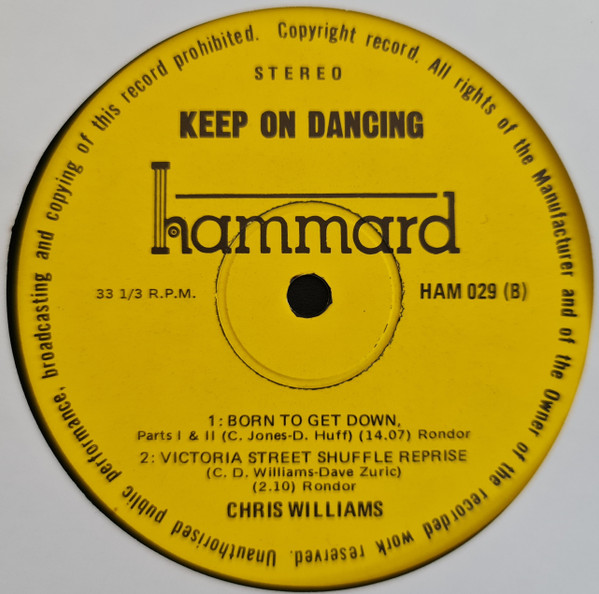 Copyright record. All rights of the Manufacturer and of the Owner of the recorded work reserved. Unauthorised public performance, broadcasting and copying of this record prohibited.
STEREO
KEEP ON DANCING
hammard
33 1/3 R.P.M.
HAM 029 (B)
1: BORN TO GET DOWN,
Parts I & II (C. Jones-D. Huff) (14.07) Rondor
2: VICTORIA STREET SHUFFLE REPRISE
(C. D. Williams-Dave Zuric)
(2.10) Rondor
CHRIS WILLIAMS